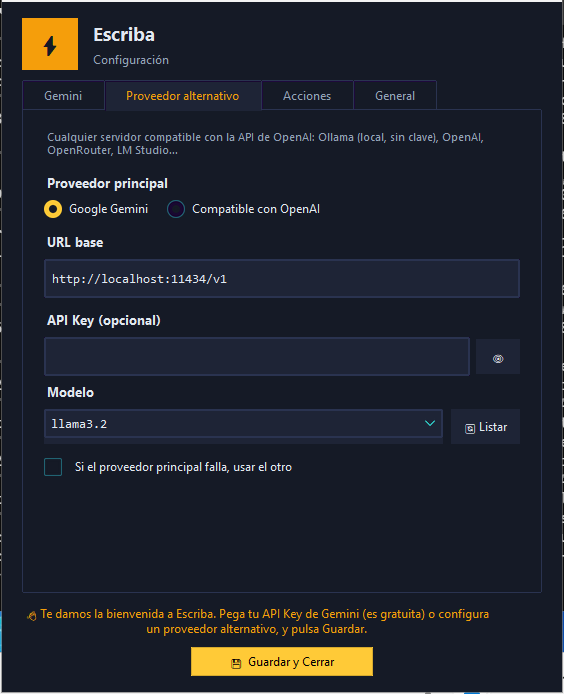 Escriba
Configuración
Gemini
Proveedor alternativo
Acciones
General
Cualquier servidor compatible con la API de OpenAI: Ollama (local, sin clave), OpenAI,
OpenRouter, LM Studio...
Proveedor principal
Google Gemini
Compatible con OpenAI
URL base
http://localhost:11434/v1
API Key (opcional)
Modelo
llama3.2
Listar
Si el proveedor principal falla, usar el otro
Te damos la bienvenida a Escriba. Pega tu API Key de Gemini (es gratuita) o configura
un proveedor alternativo, y pulsa Guardar.
Guardar y Cerrar